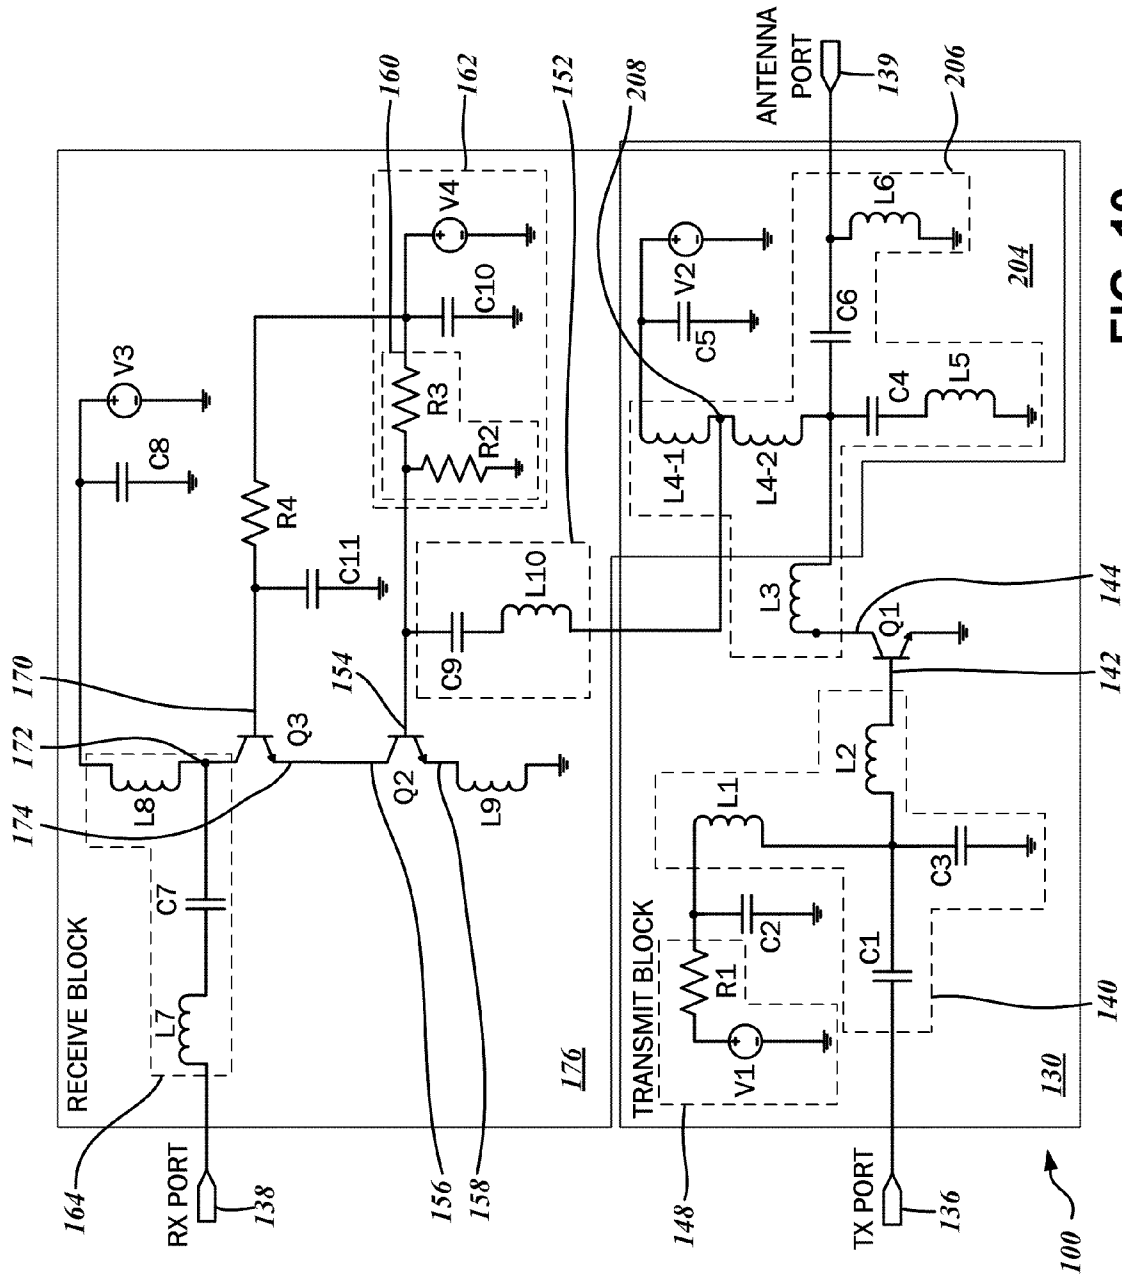 RECEIVE BLOCK
RX PORT
138
164
L7
C7
L8
172
174
170
Q3
R4
C11
C8
V3
176
156
158
154
Q2
L9
C9
L10
R2
R3
C10
V4
160
162
152
208
TRANSMIT BLOCK
TX PORT
136
100
148
V1
R1
C2
L1
C1
C3
L2
140
130
142
144
Q1
L3
L4-1
L4-2
C5
V2
C4
L5
C6
L6
204
206
ANTENNA
PORT
139